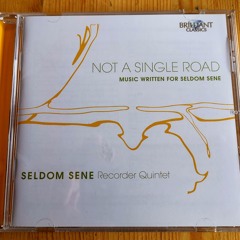 BRILLIANT
CLASSICS
NOT A SINGLE ROAD
MUSIC WRITTEN FOR SELDOM SENE
SELDOM SENE Recorder Quintet